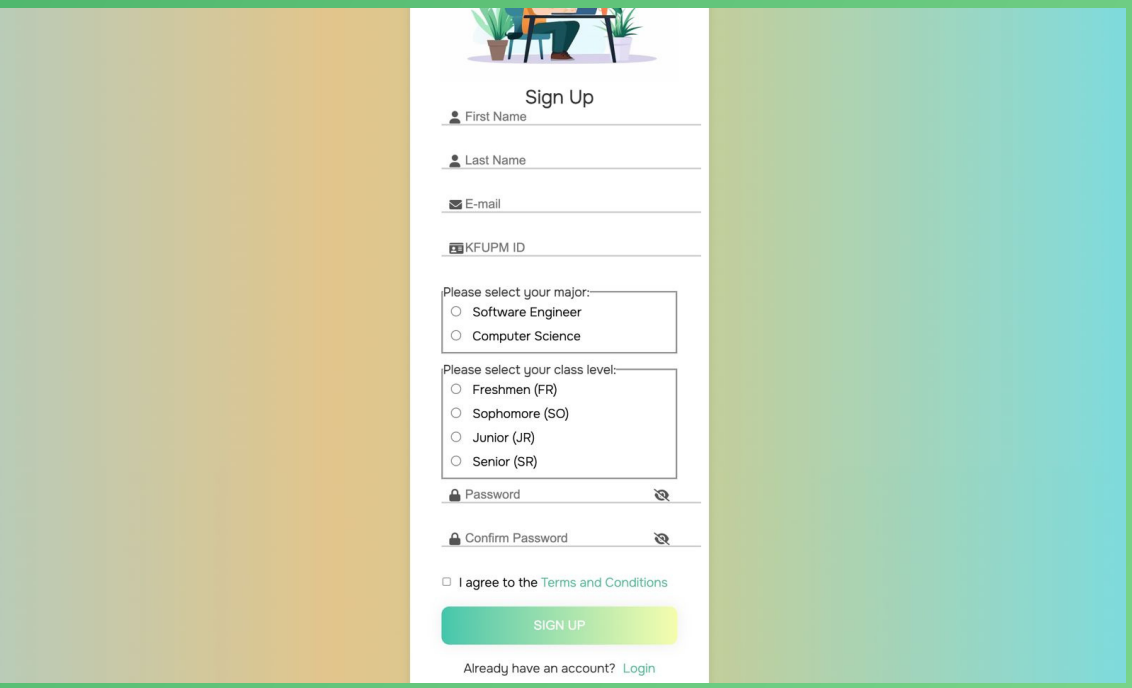 Sign Up
First Name
Last Name
E-mail
KFUPM ID
Please select your major:
Software Engineer
Computer Science
Please select your class level:
Freshmen (FR)
Sophomore (SO)
Junior (JR)
Senior (SR)
Password
Confirm Password
I agree to the Terms and Conditions
SIGN UP
Already have an account? Login